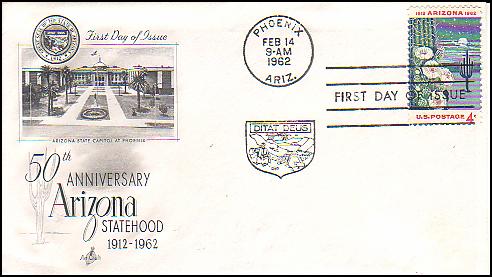 First Day of Issue
ARIZONA STATE CAPITOL AT PHOENIX
50th
ANNIVERSARY
Arizona
STATEHOOD
1912-1962
PHOENIX
FEB 14
9-AM
1962
ARIZ.
DITAT DEUS
FIRST DAY OF ISSUE
1912 ARIZONA 1962
U.S. POSTAGE 4¢